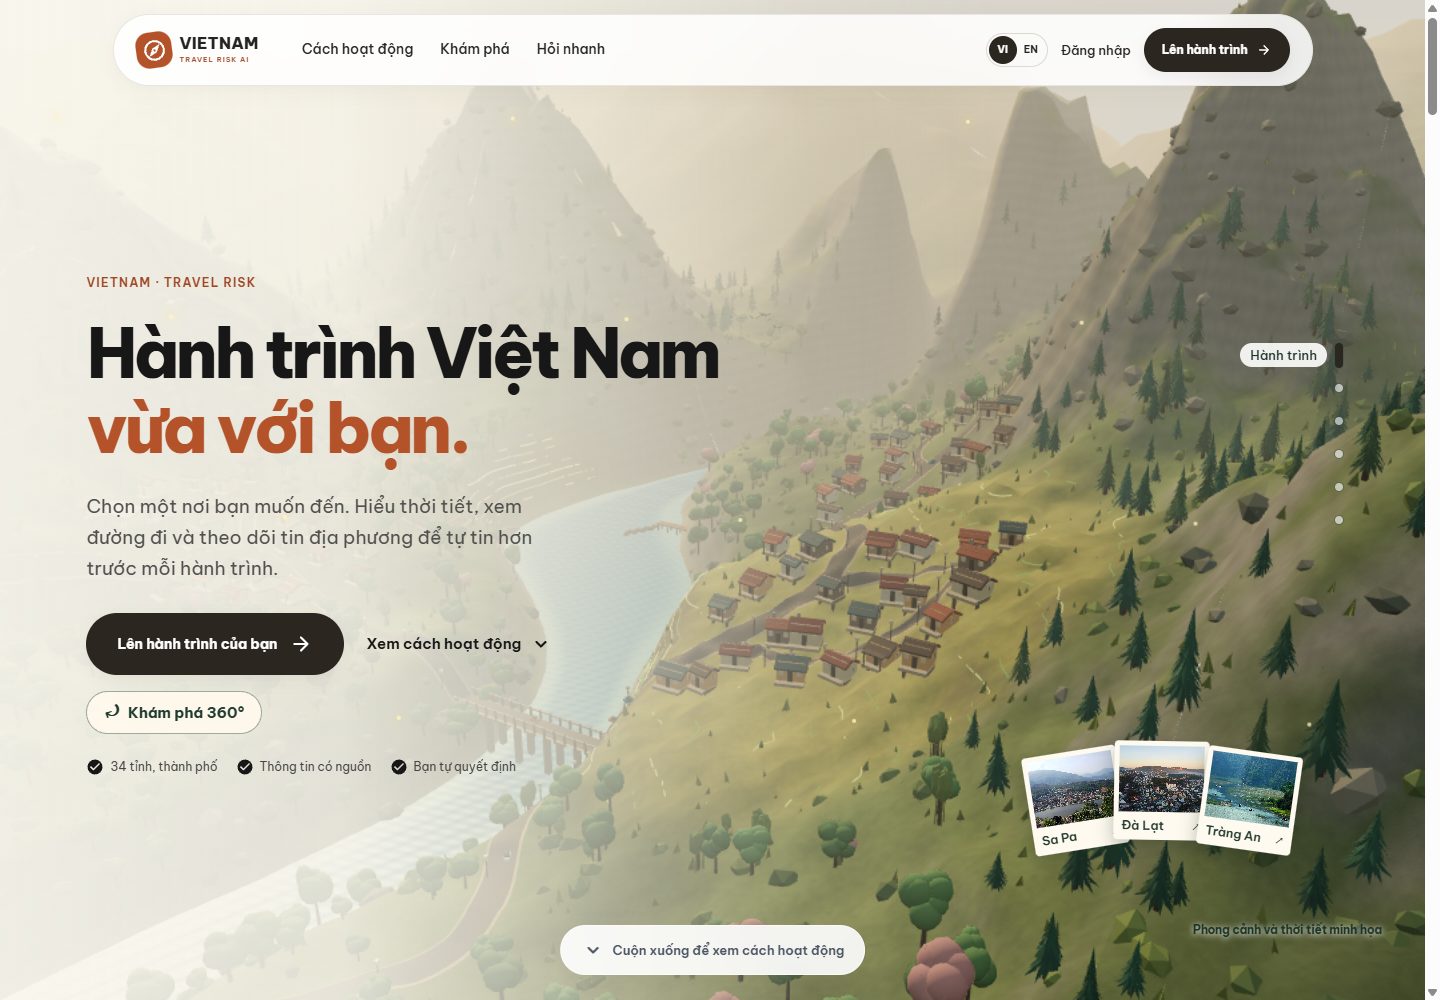 VIETNAM
TRAVEL RISK AI
Cách hoạt động
Khám phá
Hỏi nhanh
VI
EN
Đăng nhập
Lên hành trình
VIETNAM · TRAVEL RISK
Hành trình Việt Nam
vừa với bạn.
Hành trình
Chọn một nơi bạn muốn đến. Hiểu thời tiết, xem
đường đi và theo dõi tin địa phương để tự tin hơn
trước mỗi hành trình.
Lên hành trình của bạn
Xem cách hoạt động
Khám phá 360°
34 tỉnh, thành phố
Thông tin có nguồn
Bạn tự quyết định
Sa Pa
Đà Lạt
Tràng An
Phong cảnh và thời tiết minh họa
Cuộn xuống để xem cách hoạt động